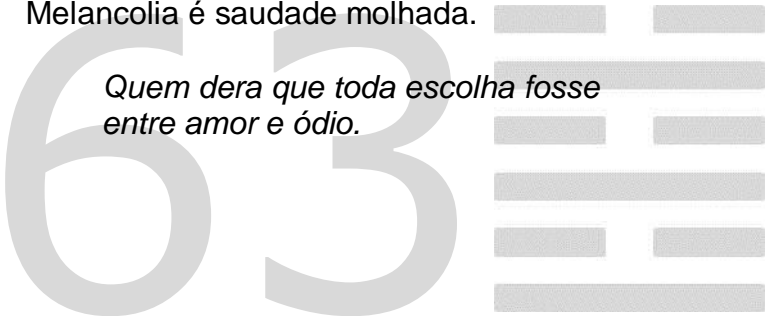 Melancolia é saudade molhada.
Quem dera que toda escolha fosse
entre amor e ódio.
63